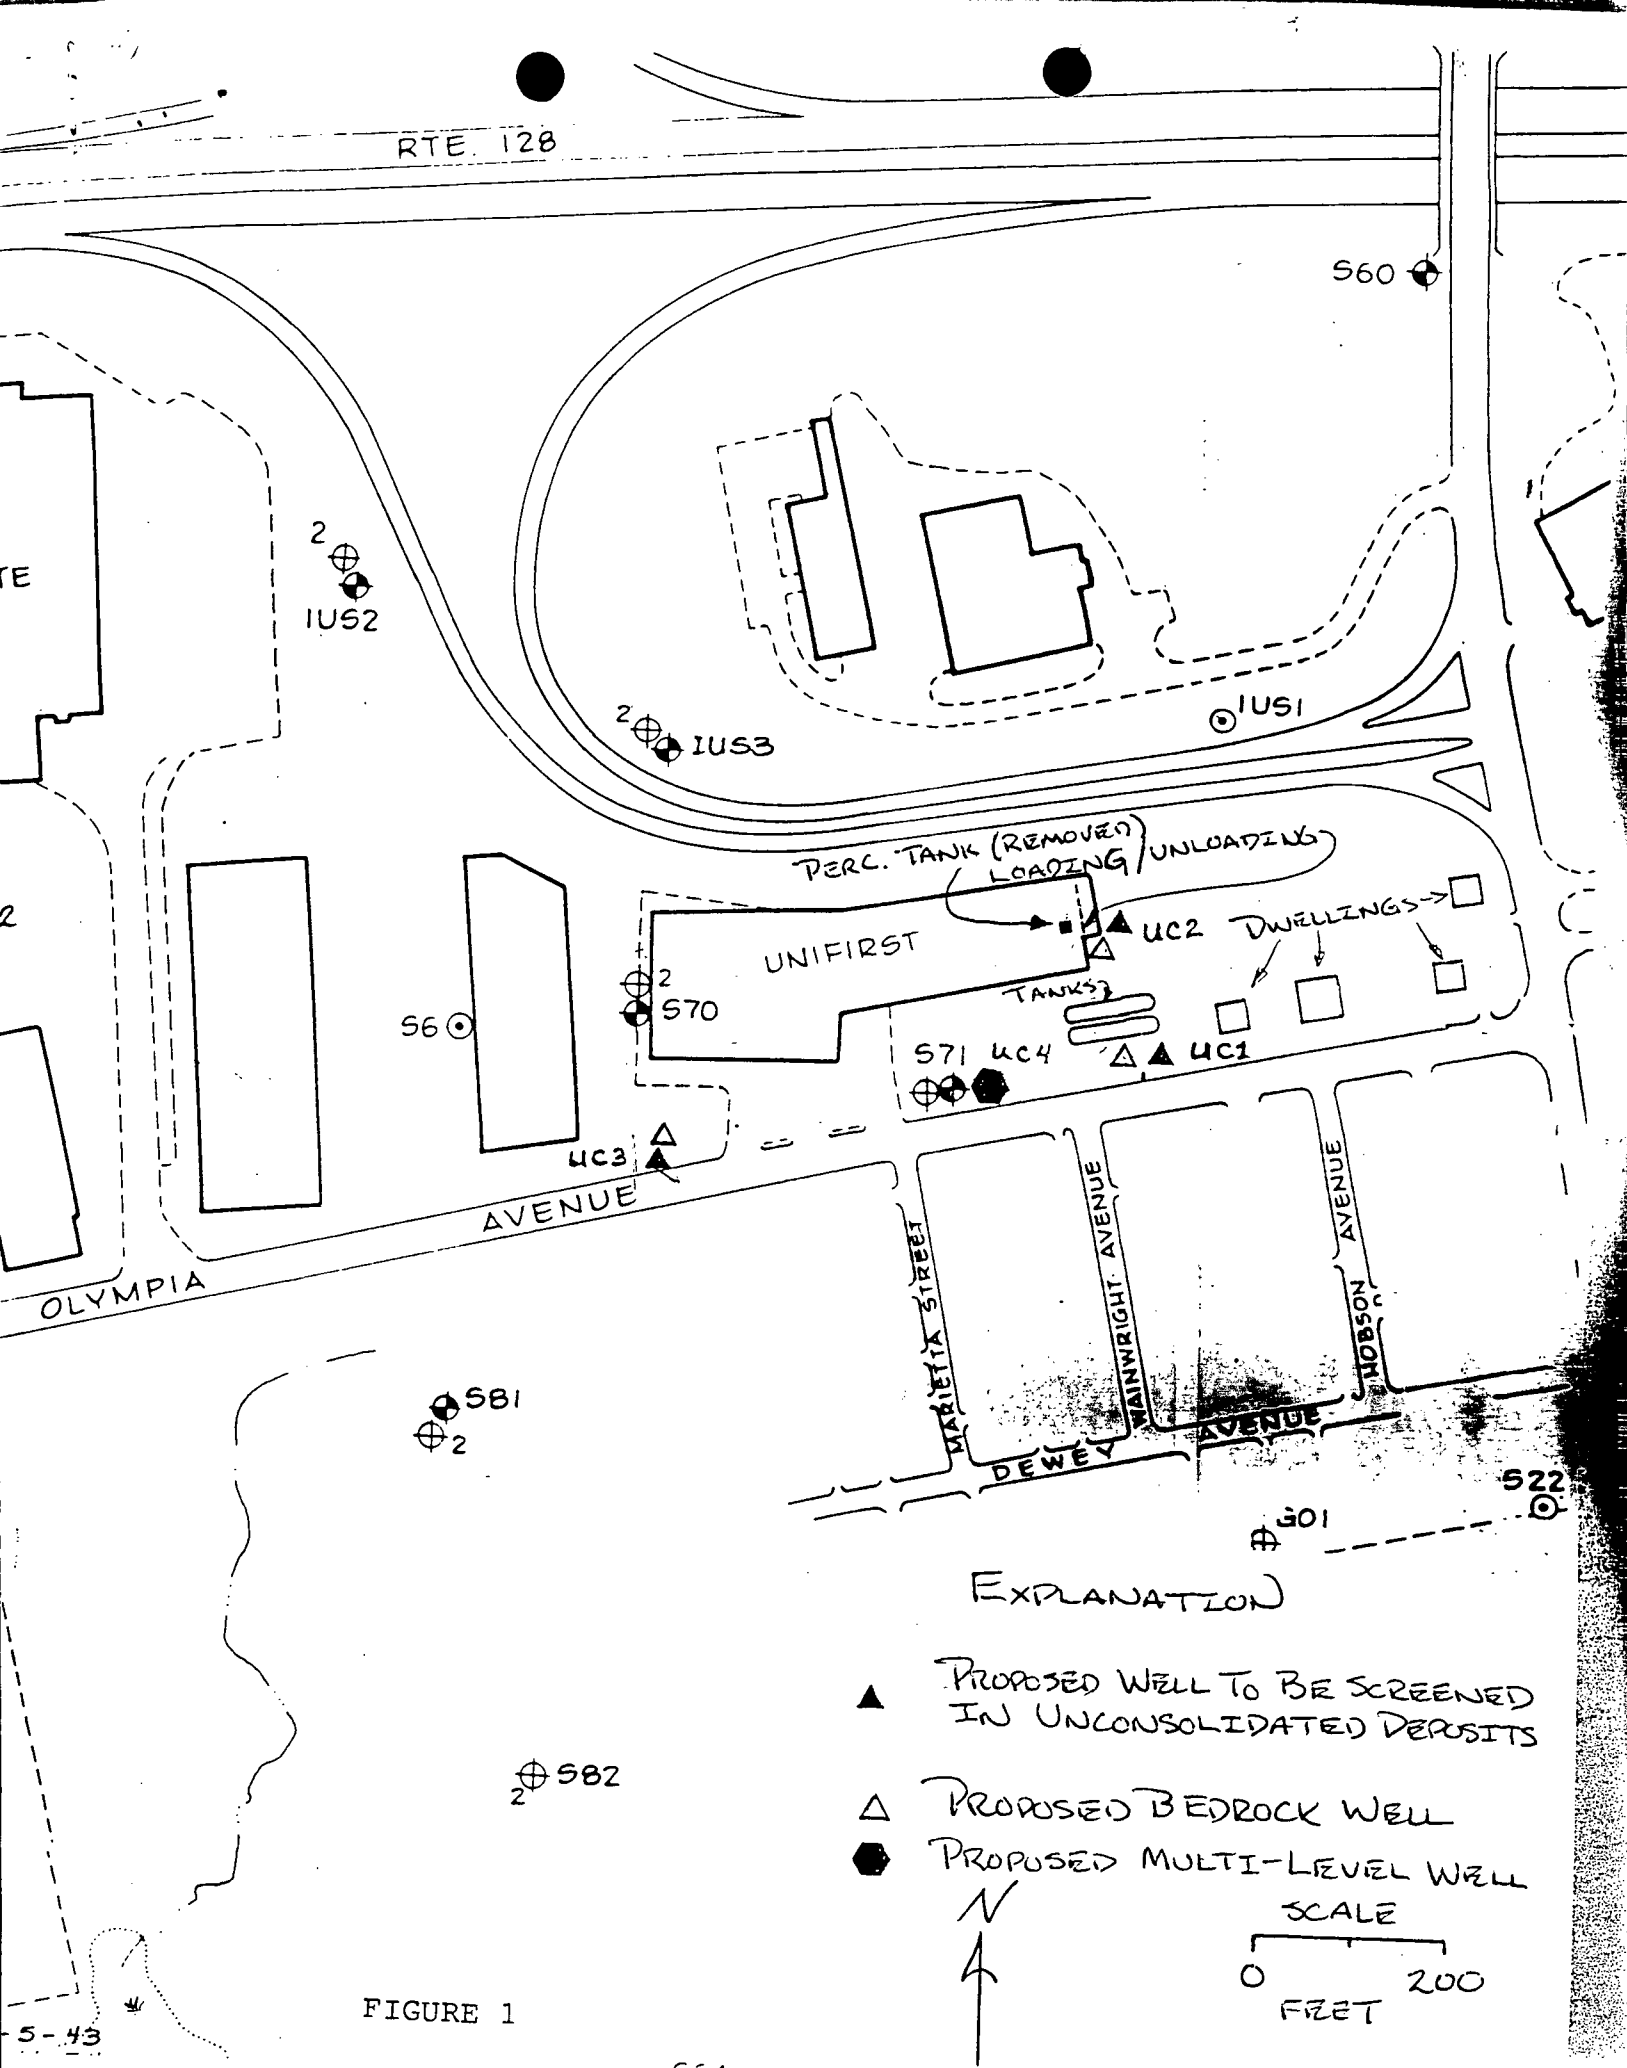 RTE. 128
S60
TE
2
IUS2
2
IUS3
IUS1
PERC. TANK (REMOVED)
LOADING/UNLOADING
2
UC2
DWELLINGS
UNIFIRST
2
S70
TANKS
S6
S71
UC4
UC1
UC3
OLYMPIA AVENUE
MARIETTA STREET
WAINWRIGHT AVENUE
HOBSON AVENUE
DEWEY AVENUE
S81
2
S22
GO1
EXPLANATION
PROPOSED WELL TO BE SCREENED
IN UNCONSOLIDATED DEPOSITS
S82
2
PROPOSED BEDROCK WELL
PROPOSED MULTI-LEVEL WELL
N
SCALE
0 200
FEET
FIGURE 1
-5-43